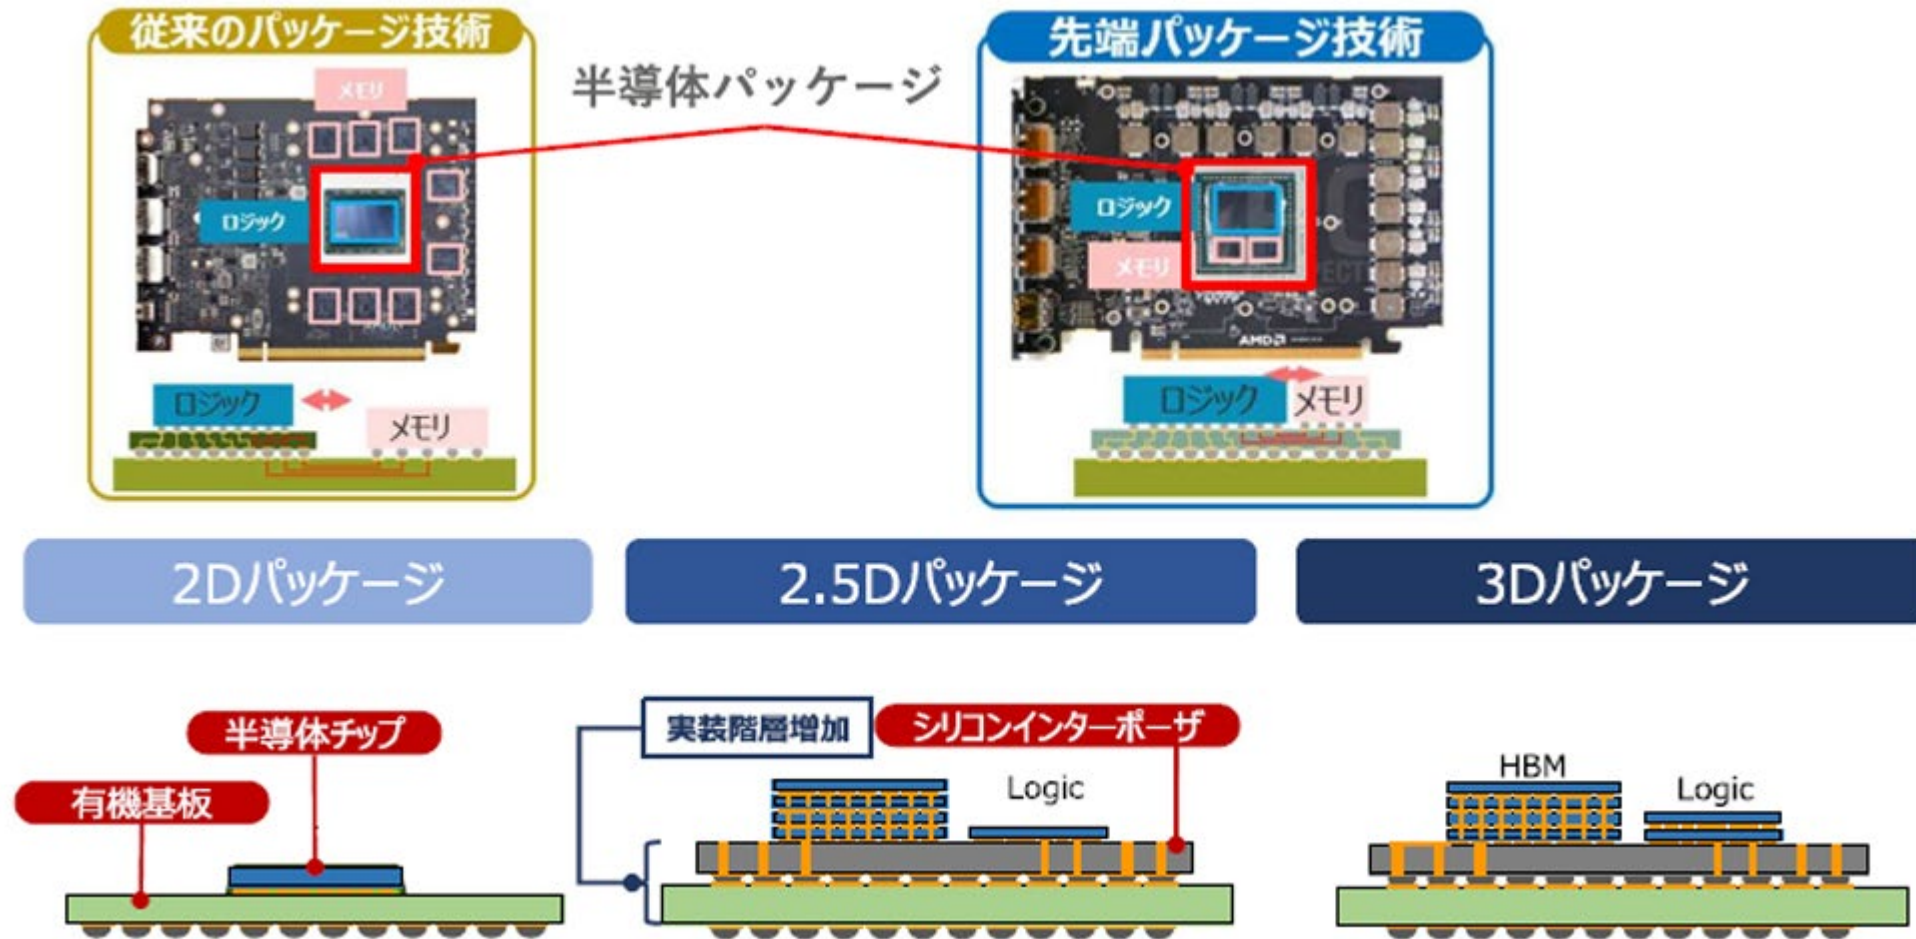 従来のパッケージ技術
先端パッケージ技術
半導体パッケージ
メモリ
ロジック
ロジック
メモリ
AMD
ロジック
メモリ
ロジック
メモリ
2Dパッケージ
2.5Dパッケージ
3Dパッケージ
半導体チップ
有機基板
実装階層増加
シリコンインターポーザ
Logic
HBM
Logic